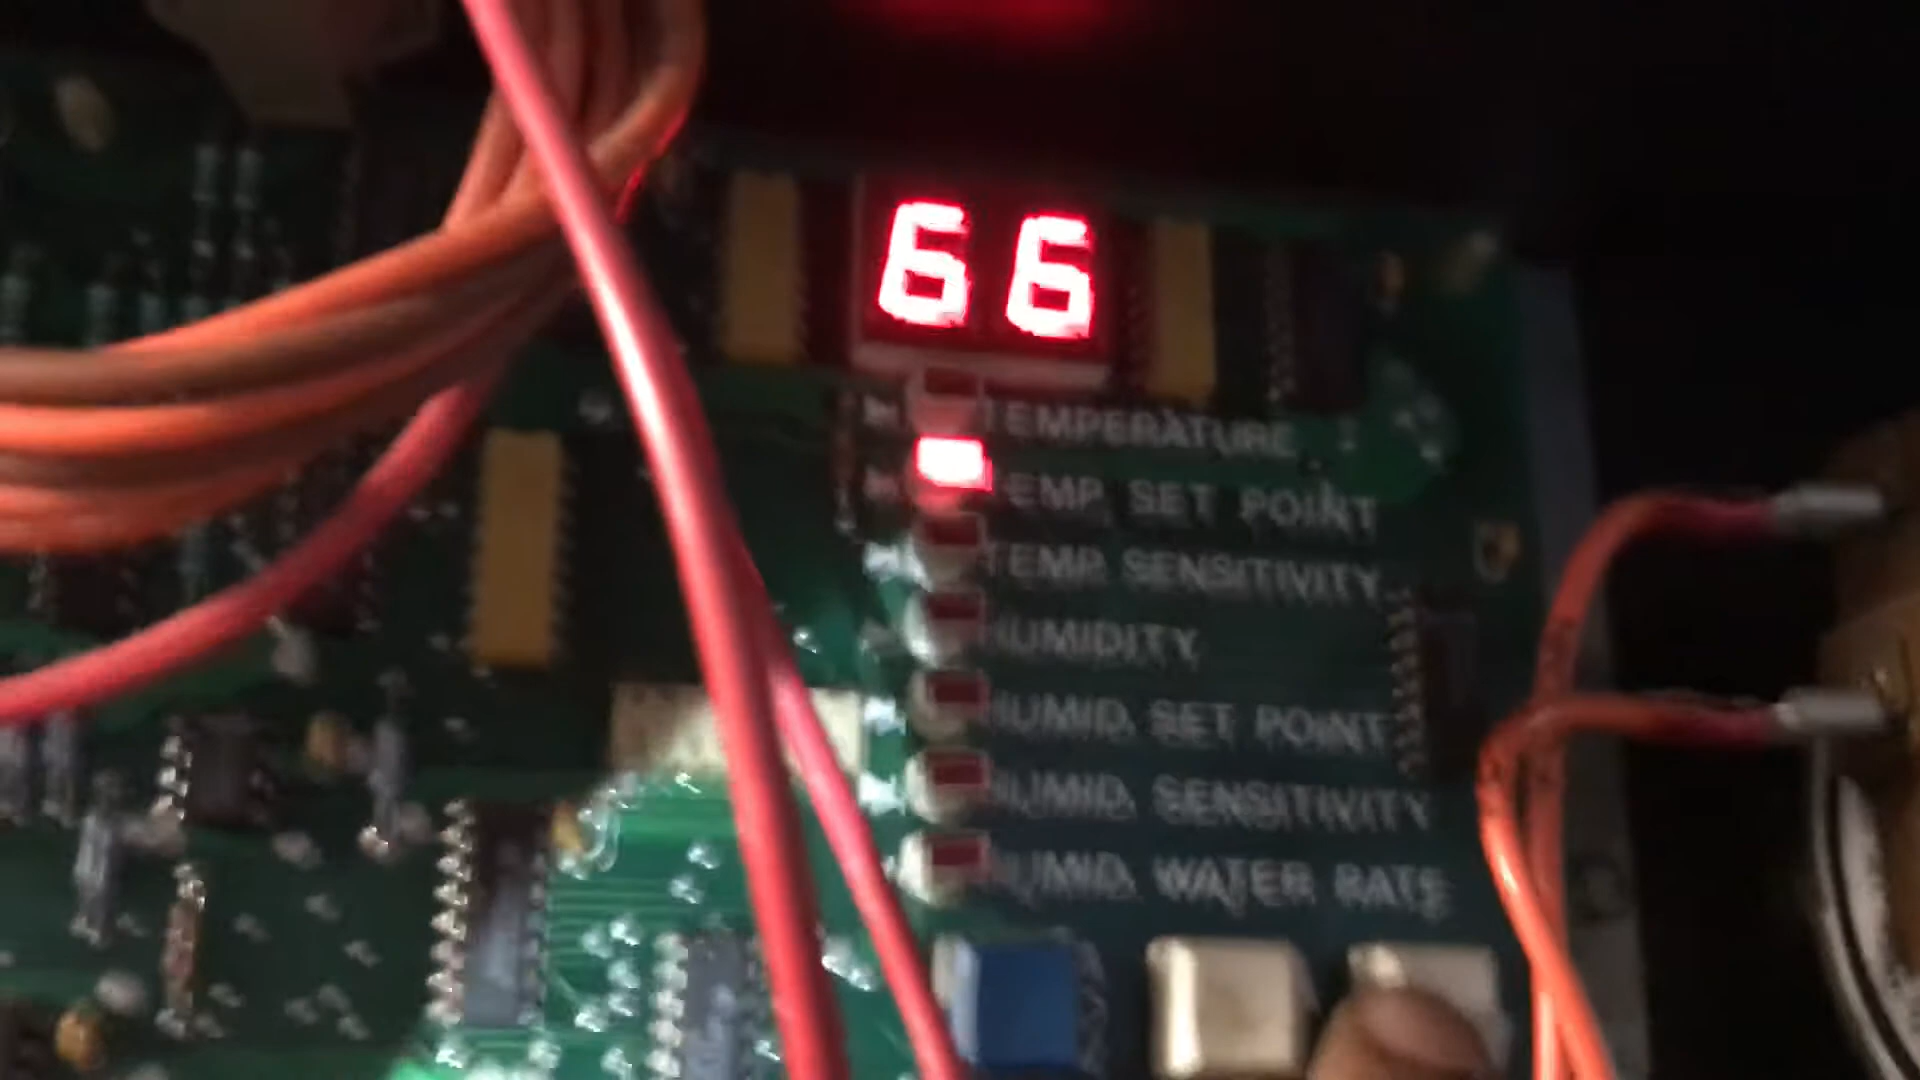 66
TEMPERATURE
TEMP. SET POINT
TEMP. SENSITIVITY
HUMIDITY
HUMID. SET POINT
HUMID. SENSITIVITY
HUMID. WATER RATE